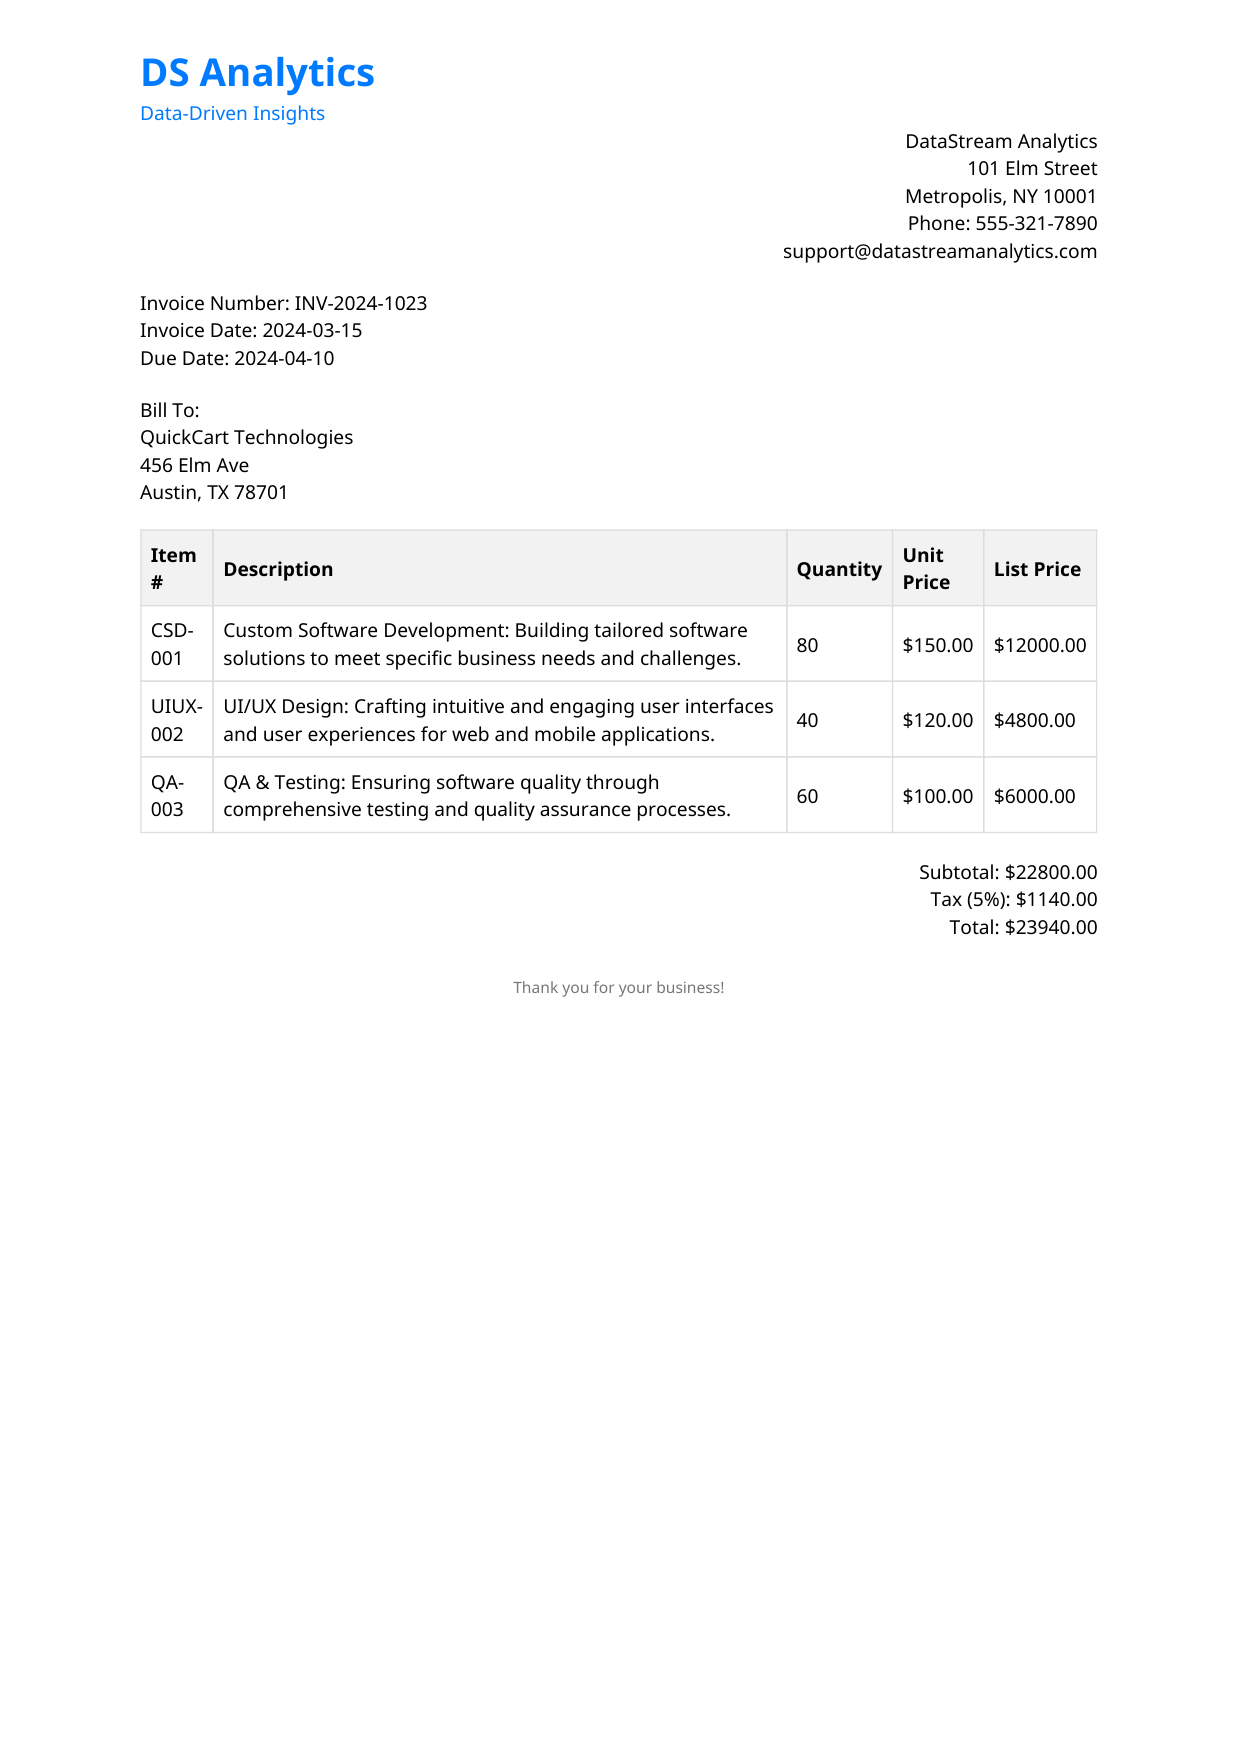 DS Analytics
Data-Driven Insights
DataStream Analytics
101 Elm Street
Metropolis, NY 10001
Phone: 555-321-7890
support@datastreamanalytics.com
Invoice Number: INV-2024-1023
Invoice Date: 2024-03-15
Due Date: 2024-04-10
Bill To:
QuickCart Technologies
456 Elm Ave
Austin, TX 78701
Item # Description Quantity Unit Price List Price
CSD-001 Custom Software Development: Building tailored software
solutions to meet specific business needs and challenges. 80 $150.00 $12000.00
UIUX-002 UI/UX Design: Crafting intuitive and engaging user interfaces
and user experiences for web and mobile applications. 40 $120.00 $4800.00
QA-003 QA & Testing: Ensuring software quality through
comprehensive testing and quality assurance processes. 60 $100.00 $6000.00
Subtotal: $22800.00
Tax (5%): $1140.00
Total: $23940.00
Thank you for your business!